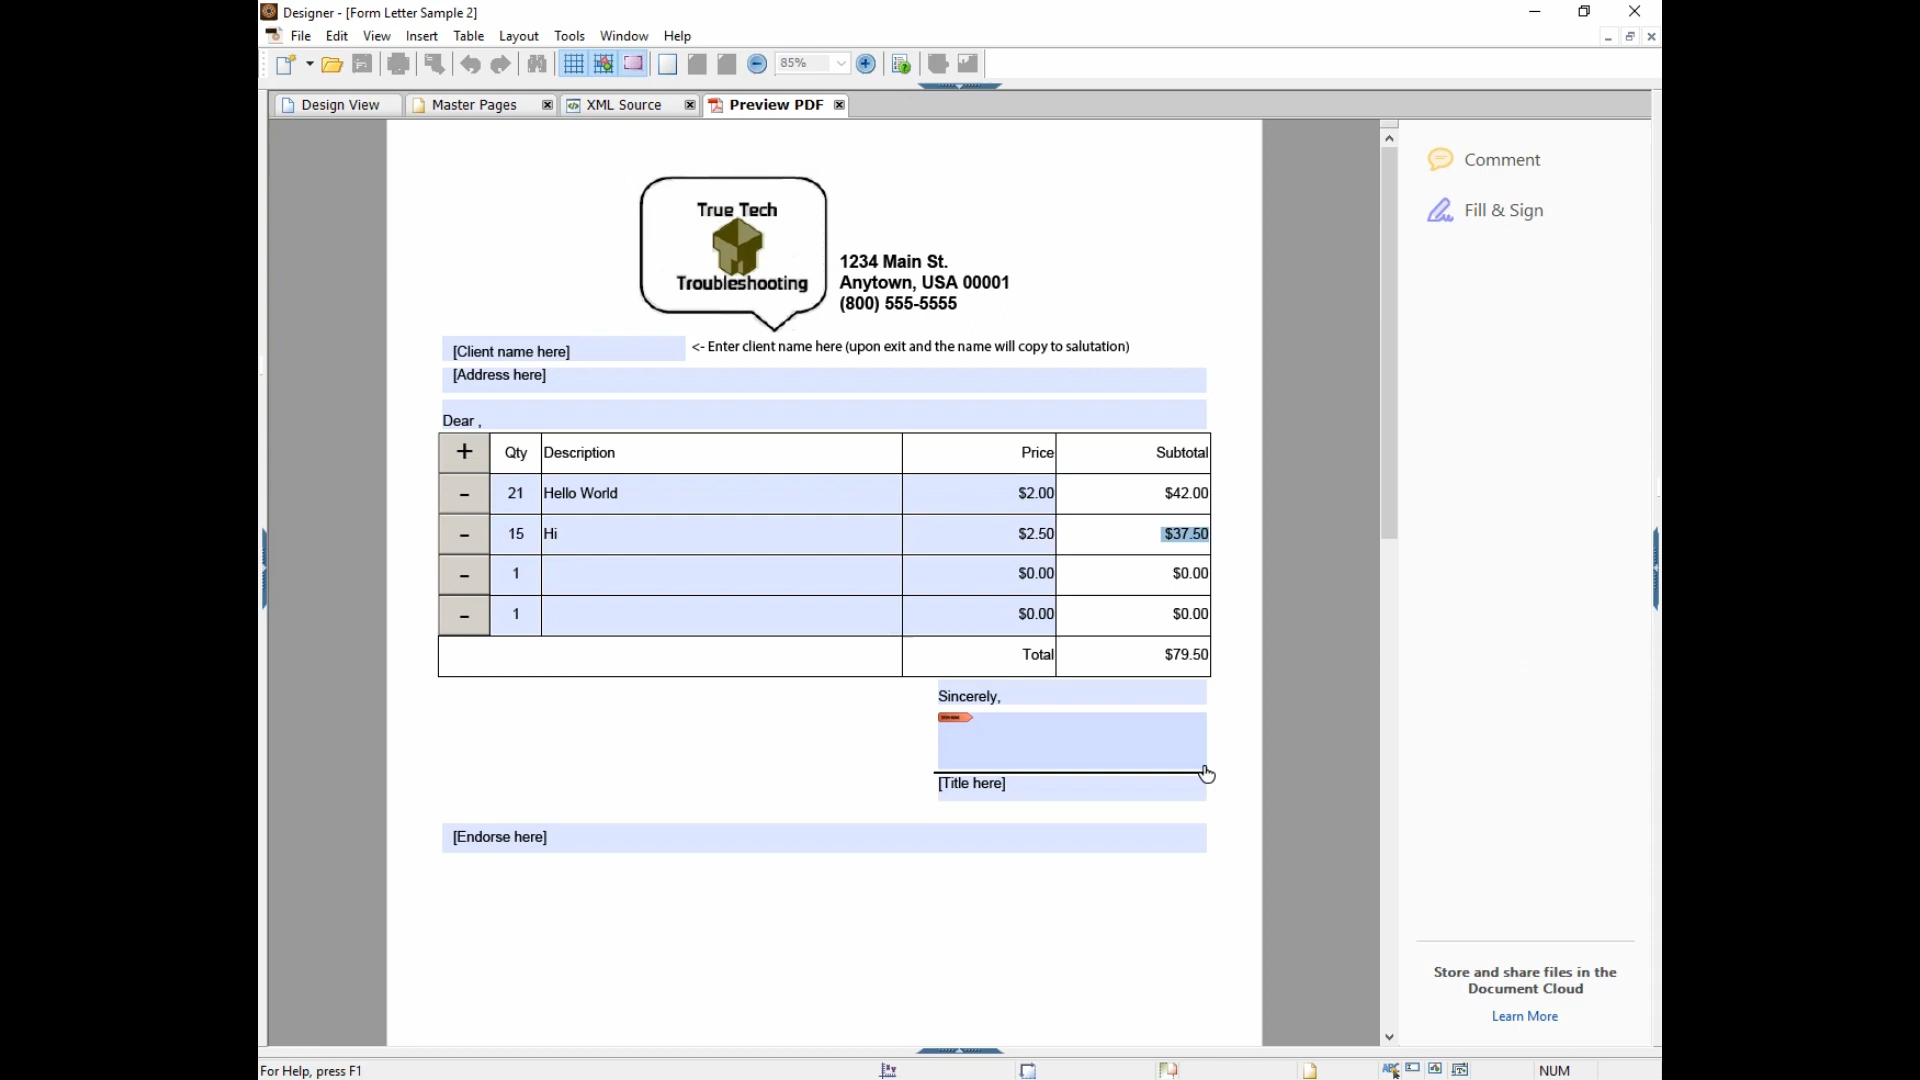 Designer - [Form Letter Sample 2]
File Edit View Insert Table Layout Tools Window Help
85%
Design View Master Pages XML Source Preview PDF
True Tech
Troubleshooting
1234 Main St.
Anytown, USA 00001
(800) 555-5555
Comment
Fill & Sign
[Client name here] <- Enter client name here (upon exit and the name will copy to salutation)
[Address here]
Dear ,
+ Qty Description Price Subtotal
- 21 Hello World $2.00 $42.00
- 15 Hi $2.50 $37.50
- 1 $0.00 $0.00
- 1 $0.00 $0.00
Total $79.50
Sincerely,
[Title here]
[Endorse here]
Store and share files in the
Document Cloud
Learn More
For Help, press F1 NUM